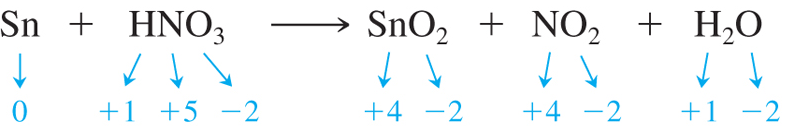 Sn + HNO₃ ⟶ SnO₂ + NO₂ + H₂O
0 +1 +5 −2 +4 −2 +4 −2 +1 −2